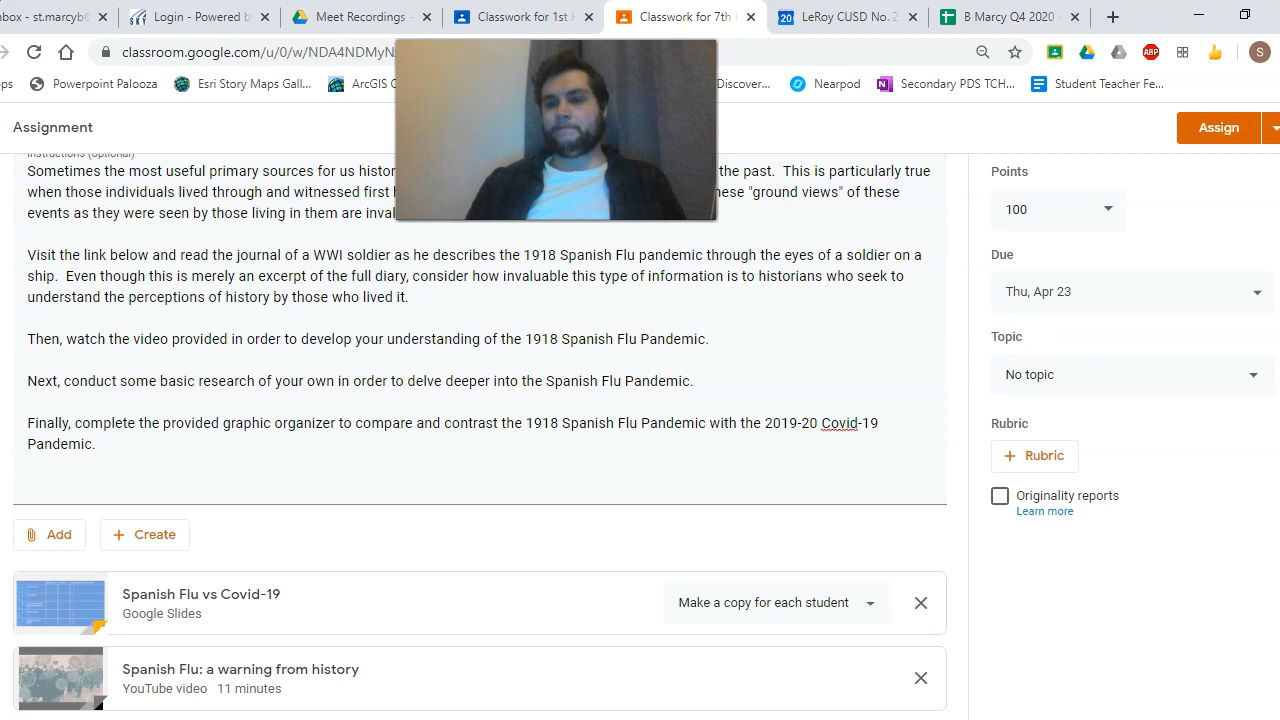 nbox - st.marcyb@
Login - Powered b
Meet Recordings -
Classwork for 1st H
Classwork for 7th H
LeRoy CUSD No. 2
B Marcy Q4 2020 -
classroom.google.com/u/0/w/NDA4NDMyN
ABP
S
ps
Powerpoint Palooza
Esri Story Maps Gall...
ArcGIS O
Discover...
Nearpod
Secondary PDS TCH...
Student Teacher Fe...
Assignment
Assign
Instructions (optional)
Sometimes the most useful primary sources for us histor the past. This is particularly true
when those individuals lived through and witnessed first h hese "ground views" of these
events as they were seen by those living in them are inval
Visit the link below and read the journal of a WWI soldier as he describes the 1918 Spanish Flu pandemic through the eyes of a soldier on a
ship. Even though this is merely an excerpt of the full diary, consider how invaluable this type of information is to historians who seek to
understand the perceptions of history by those who lived it.
Then, watch the video provided in order to develop your understanding of the 1918 Spanish Flu Pandemic.
Next, conduct some basic research of your own in order to delve deeper into the Spanish Flu Pandemic.
Finally, complete the provided graphic organizer to compare and contrast the 1918 Spanish Flu Pandemic with the 2019-20 Covid-19
Pandemic.
Add
Create
Spanish Flu vs Covid-19
Google Slides
Make a copy for each student
Spanish Flu: a warning from history
YouTube video 11 minutes
Points
100
Due
Thu, Apr 23
Topic
No topic
Rubric
Rubric
Originality reports
Learn more